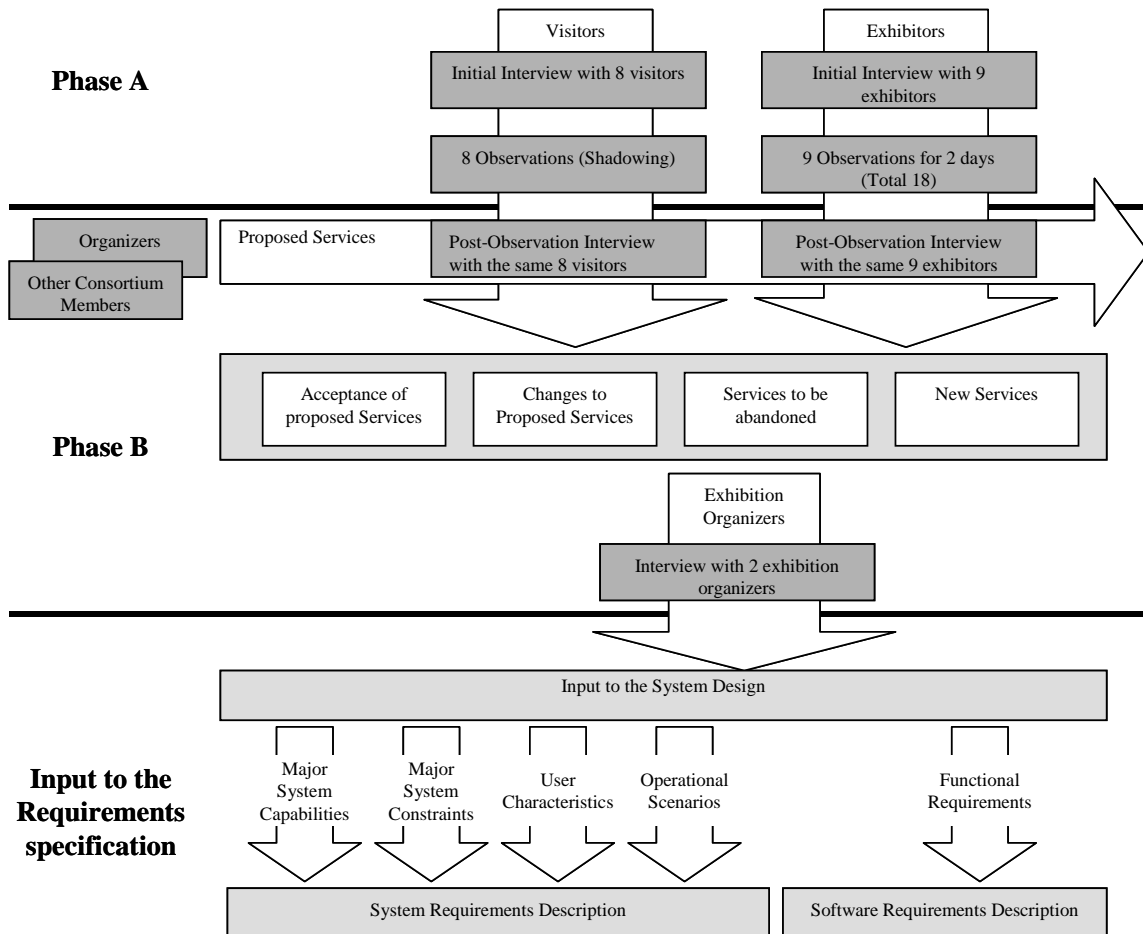 Visitors
Exhibitors
Phase A
Initial Interview with 8 visitors
Initial Interview with 9
exhibitors
8 Observations (Shadowing)
9 Observations for 2 days
(Total 18)
Organizers
Other Consortium
Members
Proposed Services
Post-Observation Interview
with the same 8 visitors
Post-Observation Interview
with the same 9 exhibitors
Phase B
Acceptance of
proposed Services
Changes to
Proposed Services
Services to be
abandoned
New Services
Exhibition
Organizers
Interview with 2 exhibition
organizers
Input to the System Design
Input to the
Requirements
specification
Major
System
Capabilities
Major
System
Constraints
User
Characteristics
Operational
Scenarios
Functional
Requirements
System Requirements Description
Software Requirements Description